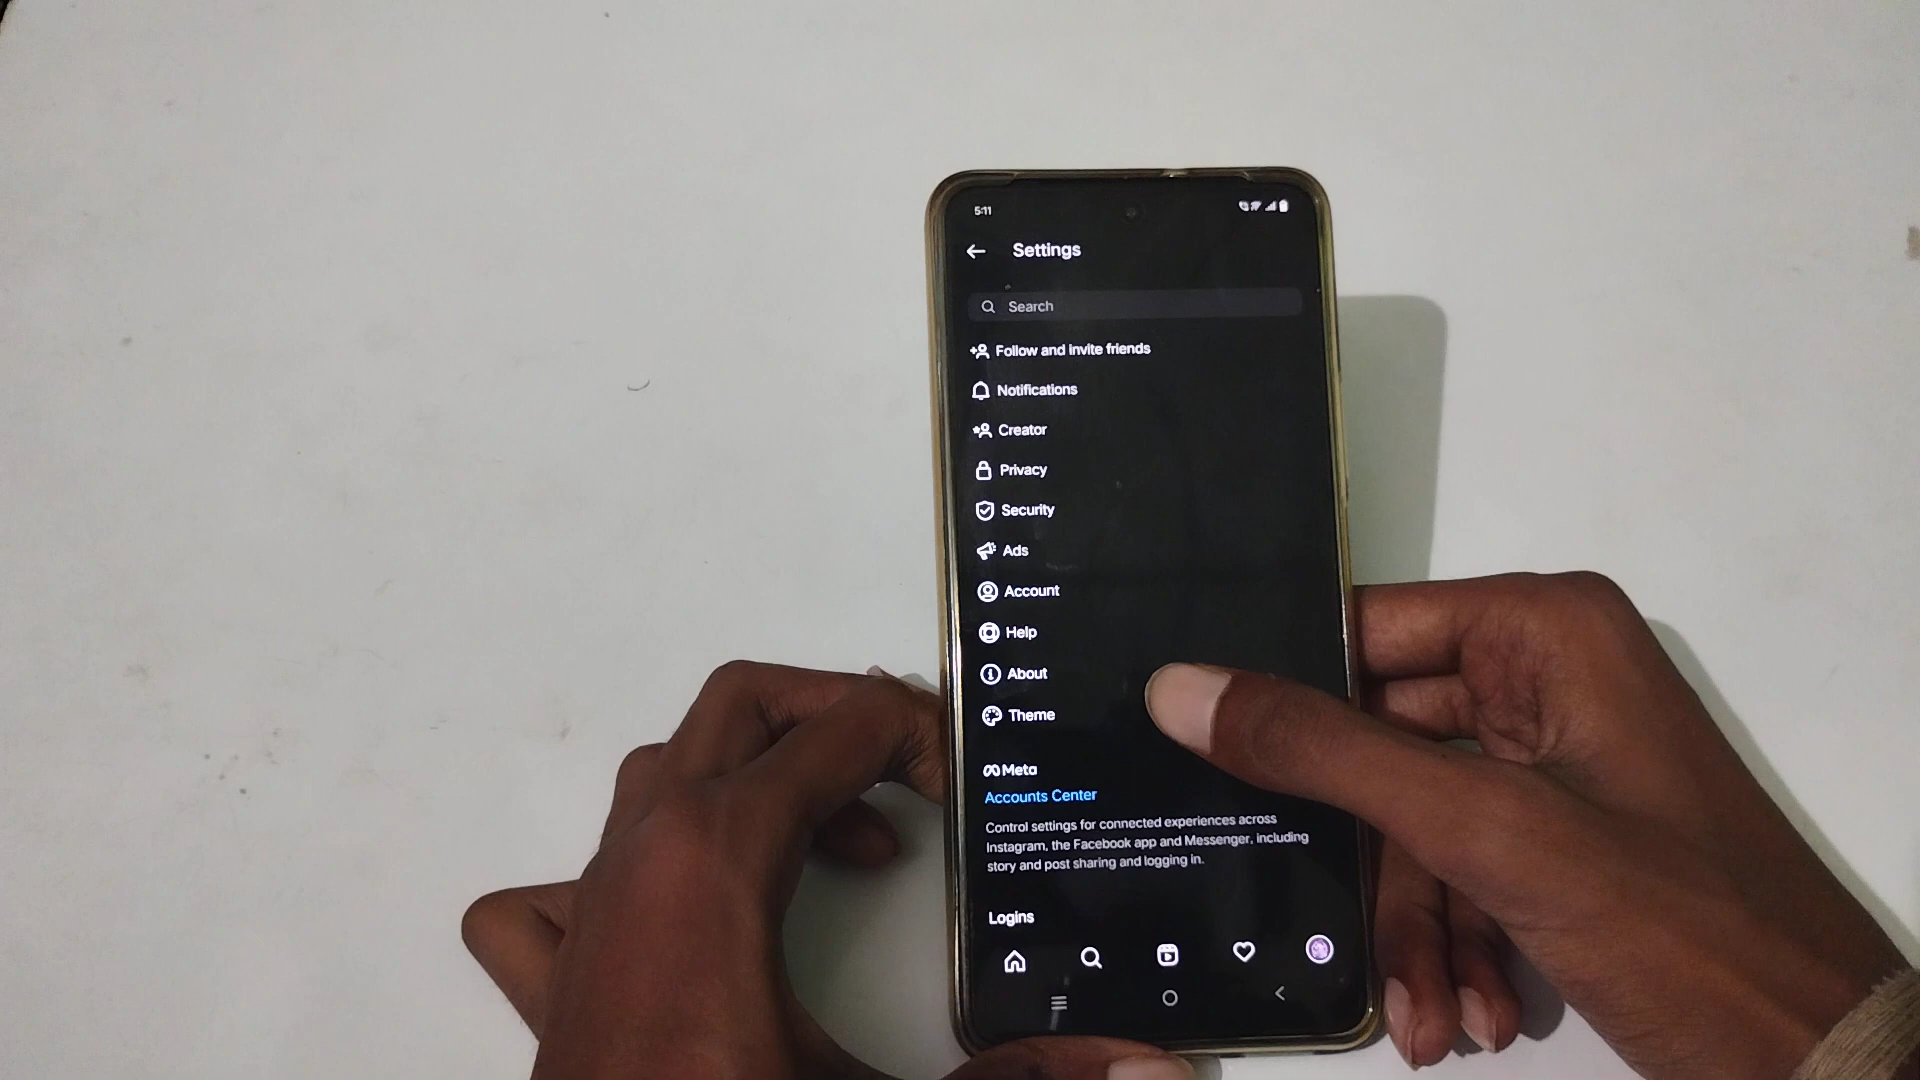 5:11
Settings
Search
Follow and invite friends
Notifications
Creator
Privacy
Security
Ads
Account
Help
About
Theme
Meta
Accounts Center
Control settings for connected experiences across
Instagram, the Facebook app and Messenger, including
story and post sharing and logging in.
Logins